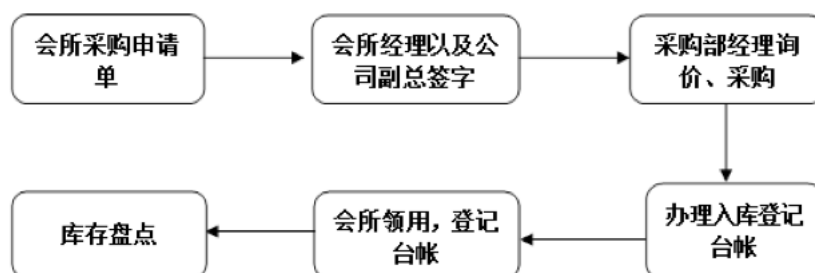 会所采购申请
单
会所经理以及公
司副总签字
采购部经理询
价、采购
办理入库登记
台帐
会所领用，登记
台帐
库存盘点